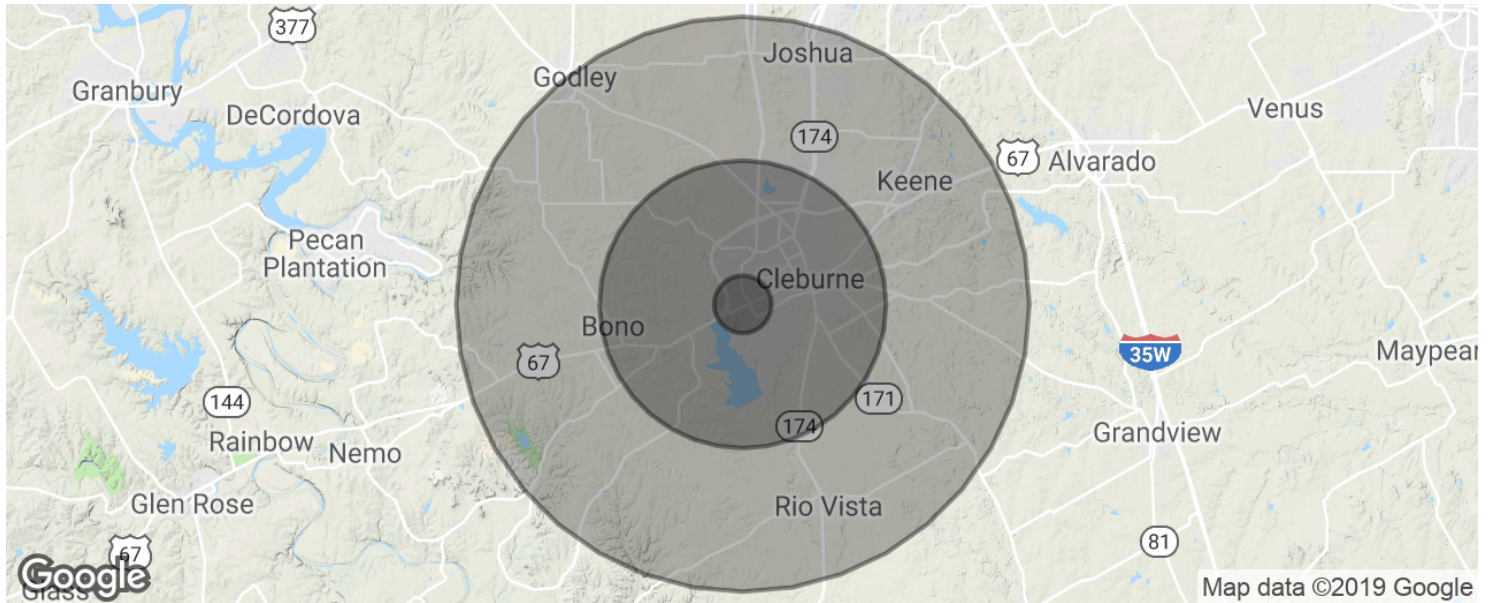 377
Granbury
DeCordova
Godley
Joshua
174
Keene
67
Alvarado
Venus
Pecan
Plantation
Cleburne
Bono
67
144
Rainbow
Nemo
Glen Rose
67
171
174
Rio Vista
35W
Maypear
Grandview
81
Glass
Google
Map data ©2019 Google